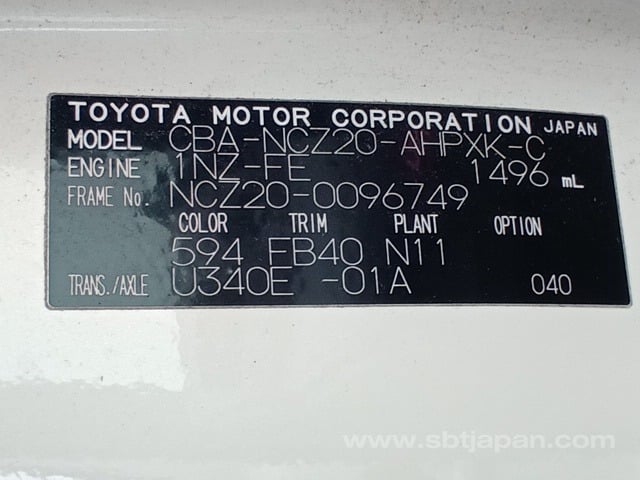 TOYOTA MOTOR CORPORATION JAPAN
MODEL CBA-NCZ20-AHPXK-C
ENGINE 1NZ-FE 1496 mL
FRAME No. NCZ20-0096749
COLOR TRIM PLANT OPTION
594 FB40 N11
TRANS./AXLE U340E -01A 040
www.sbtjapan.com